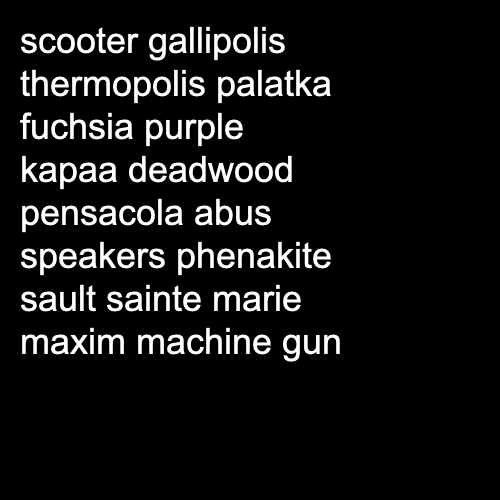 scooter gallipolis
thermopolis palatka
fuchsia purple
kapaa deadwood
pensacola abus
speakers phenakite
sault sainte marie
maxim machine gun